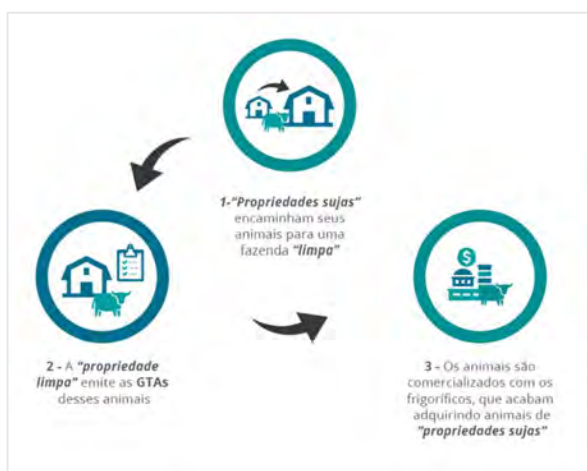 1-"Propriedades sujas"
encaminham seus
animais para uma
fazenda "limpa"
2 - A "propriedade
limpa" emite as GTAs
desses animais
3 - Os animais são
comercializados com os
frigoríficos, que acabam
adquirindo animais de
"propriedades sujas"